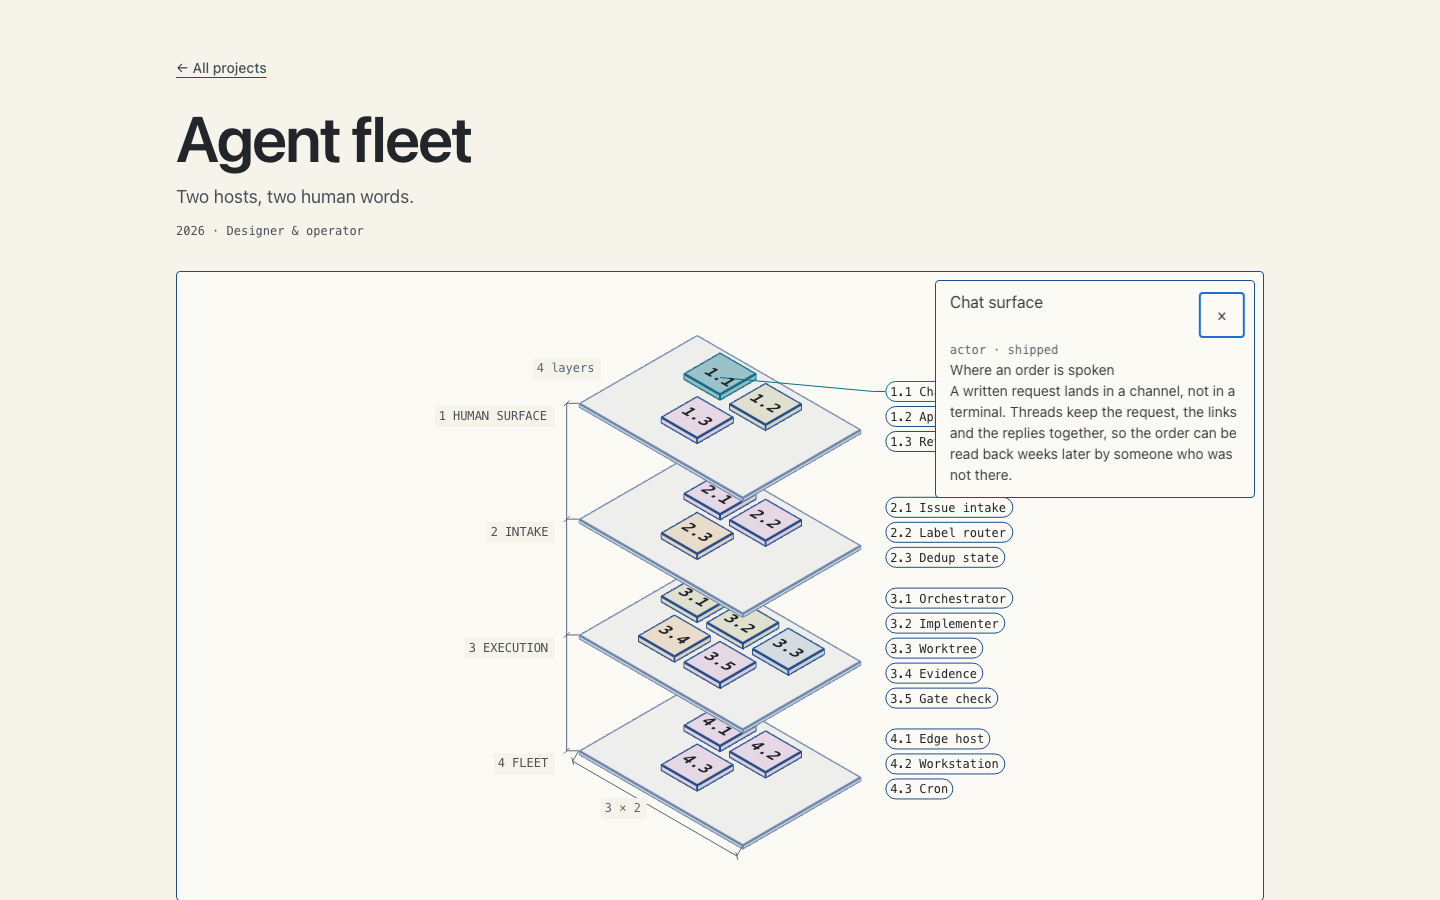 ← All projects
Agent fleet
Two hosts, two human words.
2026 · Designer & operator
Chat surface
×
actor · shipped
Where an order is spoken
A written request lands in a channel, not in a
terminal. Threads keep the request, the links
and the replies together, so the order can be
read back weeks later by someone who was
not there.
4 layers
1 HUMAN SURFACE
1.1
1.2
1.3
1.1
1.2
1.3
2 INTAKE
2.1
2.2
2.3
2.1 Issue intake
2.2 Label router
2.3 Dedup state
3 EXECUTION
3.1
3.2
3.3
3.4
3.5
3.1 Orchestrator
3.2 Implementer
3.3 Worktree
3.4 Evidence
3.5 Gate check
4 FLEET
4.1
4.2
4.3
4.1 Edge host
4.2 Workstation
4.3 Cron
3 × 2